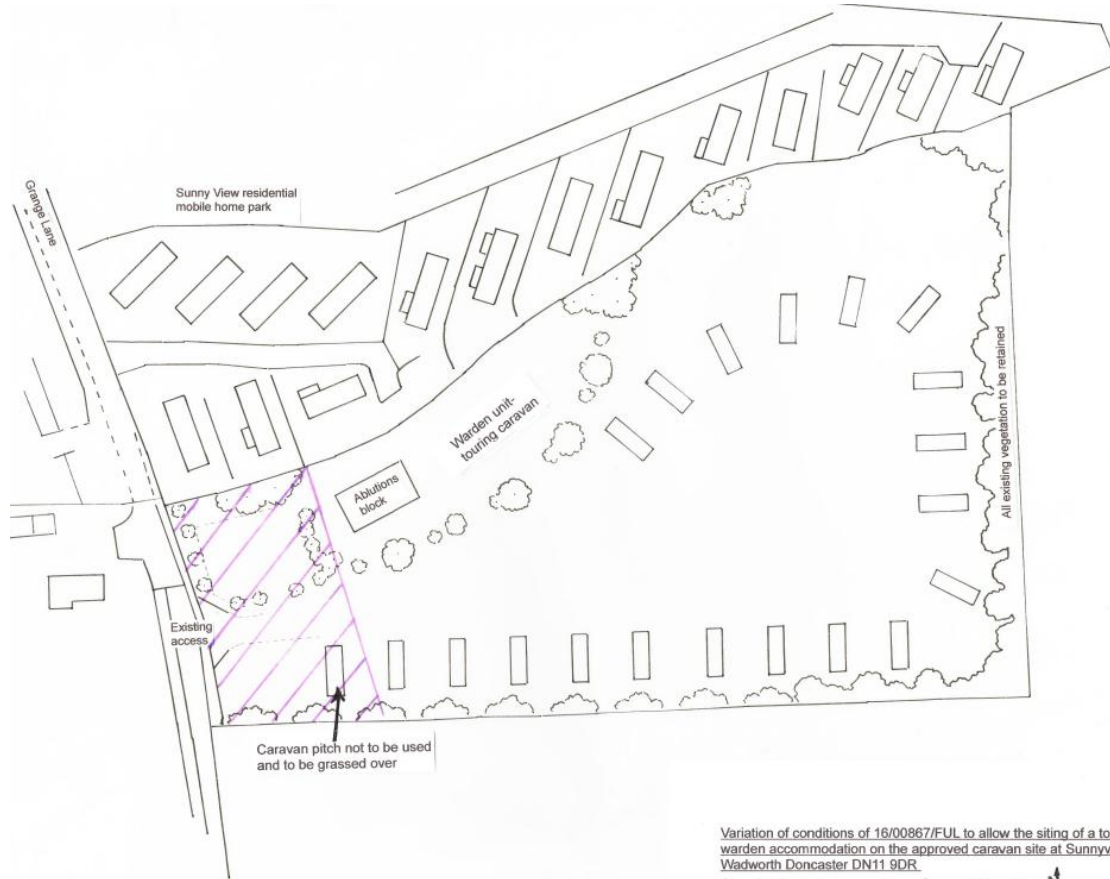 Grange Lane
Sunny View residential
mobile home park
Warden unit-
touring caravan
Ablutions
block
All existing vegetation to be retained
Existing
access
Caravan pitch not to be used
and to be grassed over
Variation of conditions of 16/00867/FUL to allow the siting of a to
warden accommodation on the approved caravan site at Sunnyv
Wadworth Doncaster DN11 9DR